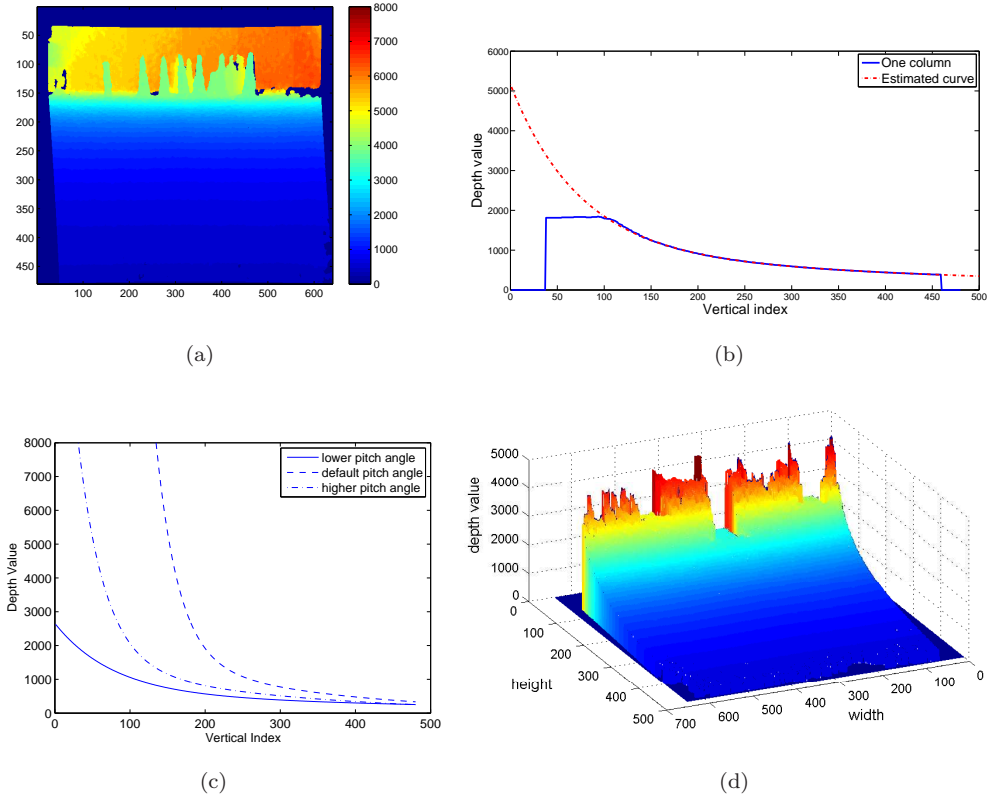 50
100
150
200
250
300
350
400
450
100 200 300 400 500 600
8000
7000
6000
5000
4000
3000
2000
1000
0
(a)
6000
5000
4000
3000
2000
1000
0
Depth value
One column
Estimated curve
0 50 100 150 200 250 300 350 400 450 500
Vertical index
(b)
8000
7000
6000
5000
4000
3000
2000
1000
0
Depth Value
lower pitch angle
default pitch angle
higher pitch angle
0 100 200 300 400 500
Vertical Index
(c)
5000
4000
3000
2000
1000
0
depth value
0
100
200
300
400
500
height
700 600 500 400 300 200 100 0
width
(d)